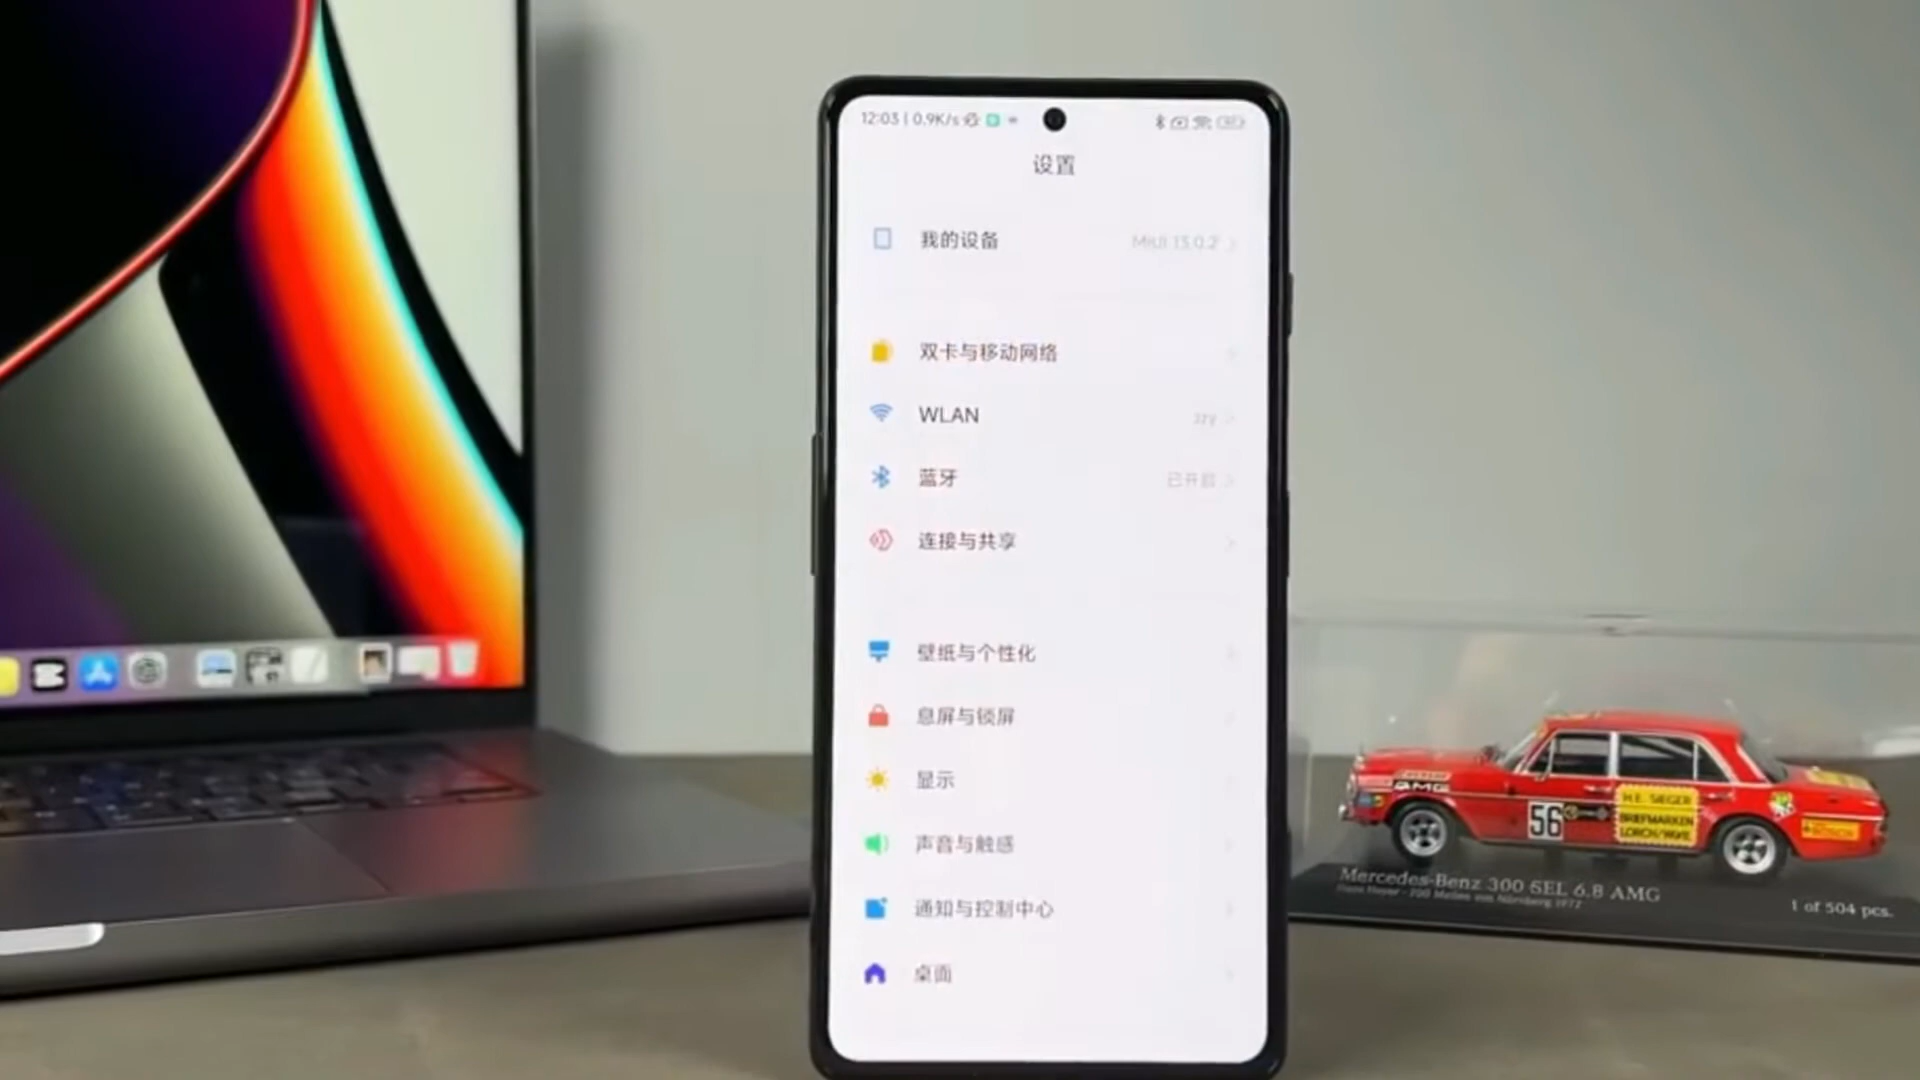 12:03 | 0.9K/s
设置
我的设备 MIUI 13.0.2
双卡与移动网络
WLAN zzy
蓝牙 已开启
连接与共享
壁纸与个性化
息屏与锁屏
显示
声音与触感
通知与控制中心
桌面
AMG
56
H.E. SIEGER
BRIEFMARKEN
LORCH/WÜRTT.
BOSCH
Mercedes-Benz 300 SEL 6.8 AMG
1 of 504 pcs.